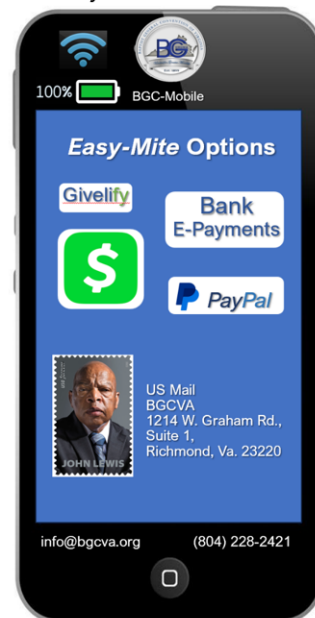 100%
BG
BGC-Mobile
Easy-Mite Options
Givelify
Bank
E-Payments
$
PayPal
JOHN LEWIS
US Mail
BGCVA
1214 W. Graham Rd.,
Suite 1,
Richmond, Va. 23220
info@bgcva.org
(804) 228-2421